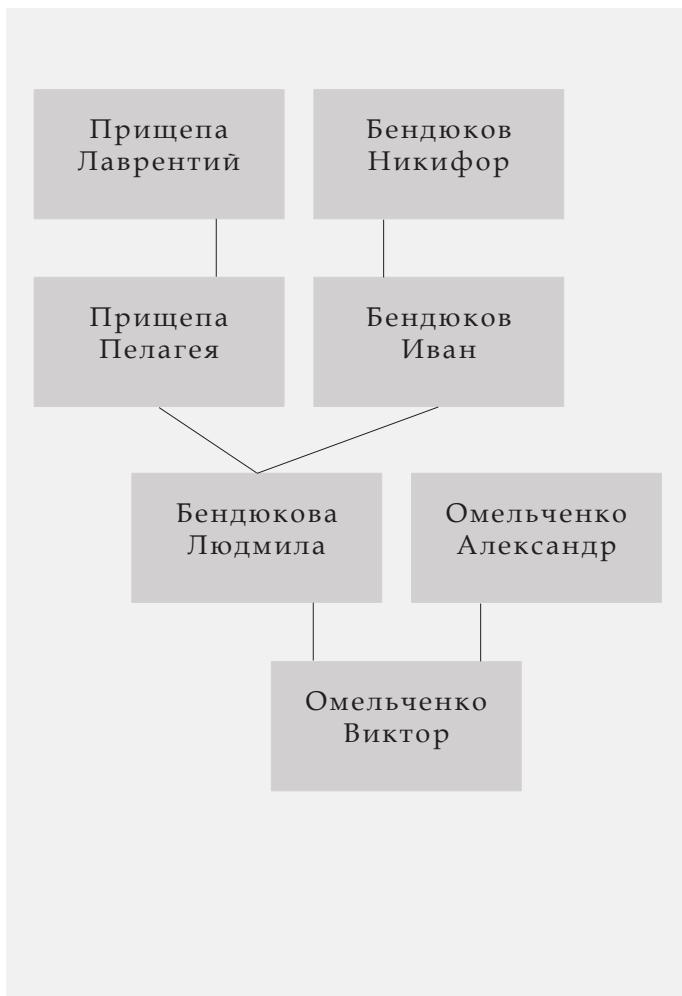 Прищепа
Лаврентий
Бендюков
Никифор
Прищепа
Пелагея
Бендюков
Иван
Бендюкова
Людмила
Омельченко
Александр
Омельченко
Виктор